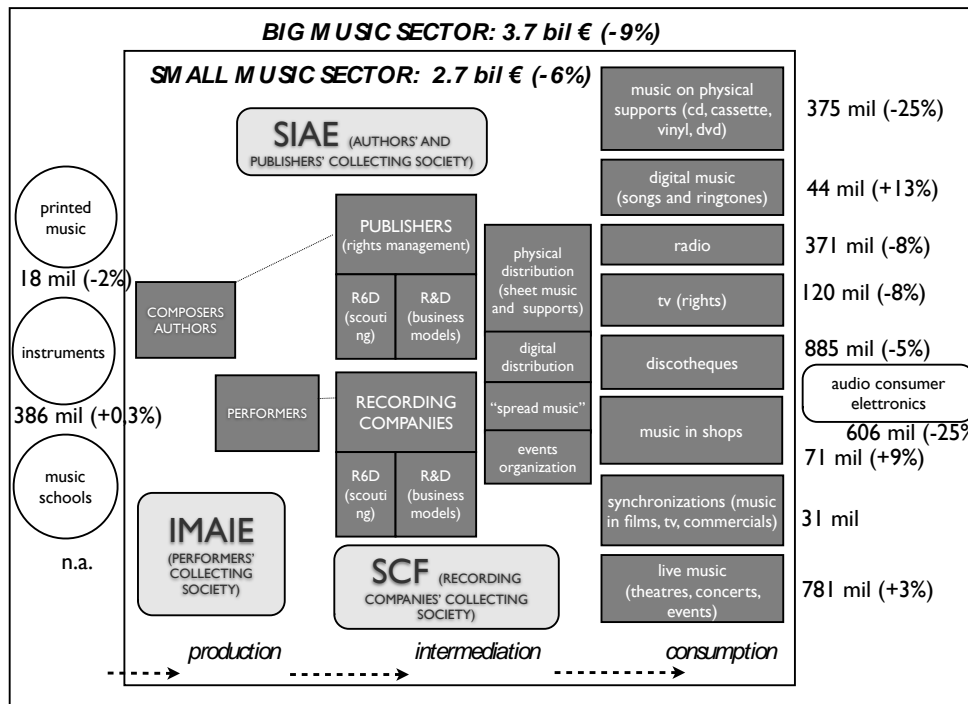 BIG MUSIC SECTOR: 3.7 bil € (-9%)
SMALL MUSIC SECTOR: 2.7 bil € (-6%)
SIAE (AUTHORS' AND
PUBLISHERS' COLLECTING
SOCIETY)
printed
music
18 mil (-2%)
instruments
386 mil (+0,3%)
music
schools
n.a.
COMPOSERS
AUTHORS
PERFORMERS
IMAIE
(PERFORMERS'
COLLECTING
SOCIETY)
PUBLISHERS
(rights management)
R6D
(scouti
ng)
R&D
(business
models)
RECORDING
COMPANIES
R6D
(scouti
ng)
R&D
(business
models)
SCF (RECORDING
COMPANIES' COLLECTING
SOCIETY)
physical
distribution
(sheet music
and supports)
digital
distribution
“spread music”
events
organization
music on physical
supports (cd, cassette,
vinyl, dvd)
375 mil (-25%)
digital music
(songs and ringtones)
44 mil (+13%)
radio
371 mil (-8%)
tv (rights)
120 mil (-8%)
discotheques
885 mil (-5%)
audio consumer
elettronics
606 mil (-25%
music in shops
71 mil (+9%)
synchronizations (music
in films, tv, commercials)
31 mil
live music
(theatres, concerts,
events)
781 mil (+3%)
production
intermediation
consumption